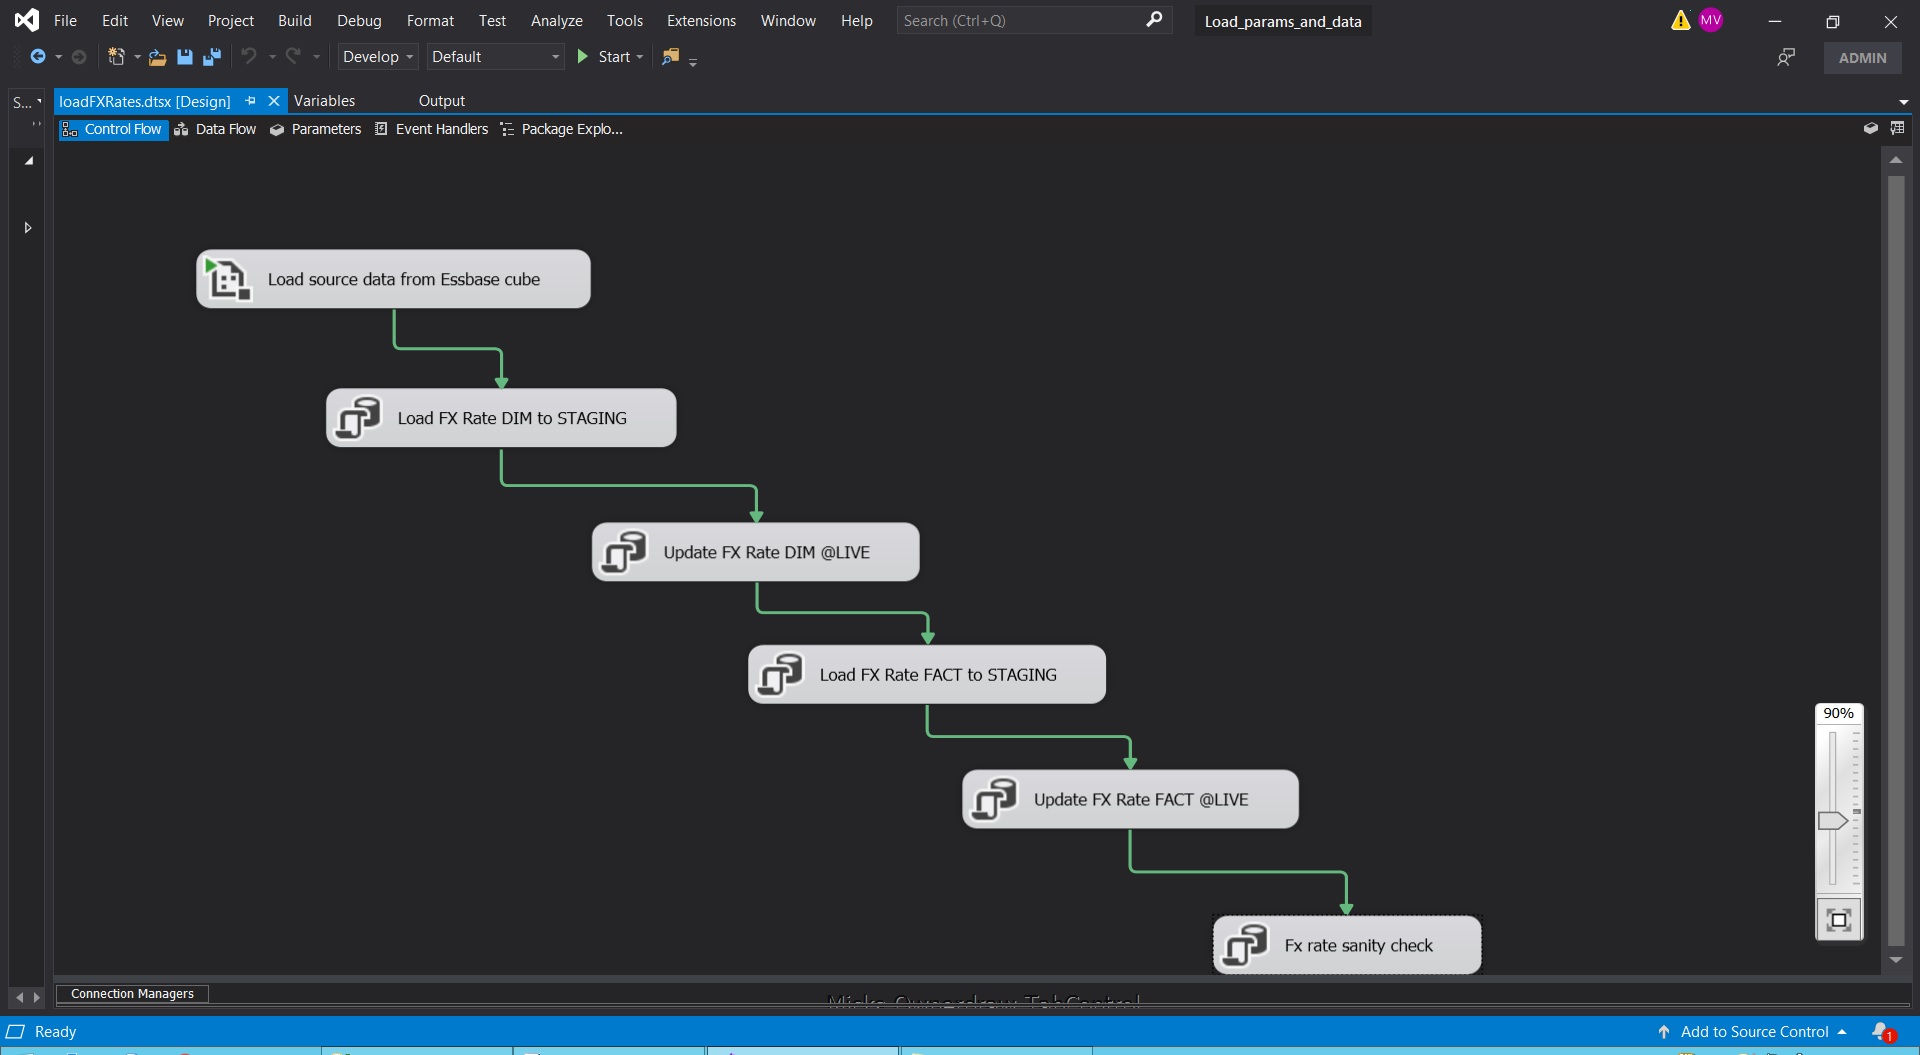 File Edit View Project Build Debug Format Test Analyze Tools Extensions Window Help Search (Ctrl+Q) Load_params_and_data MV
Develop Default Start ADMIN
S... loadFXRates.dtsx [Design] Variables Output
Control Flow Data Flow Parameters Event Handlers Package Explo...
Load source data from Essbase cube
Load FX Rate DIM to STAGING
Update FX Rate DIM @LIVE
Load FX Rate FACT to STAGING
90%
Update FX Rate FACT @LIVE
Fx rate sanity check
Connection Managers
Ownerdraw TabControl
Ready Add to Source Control 1